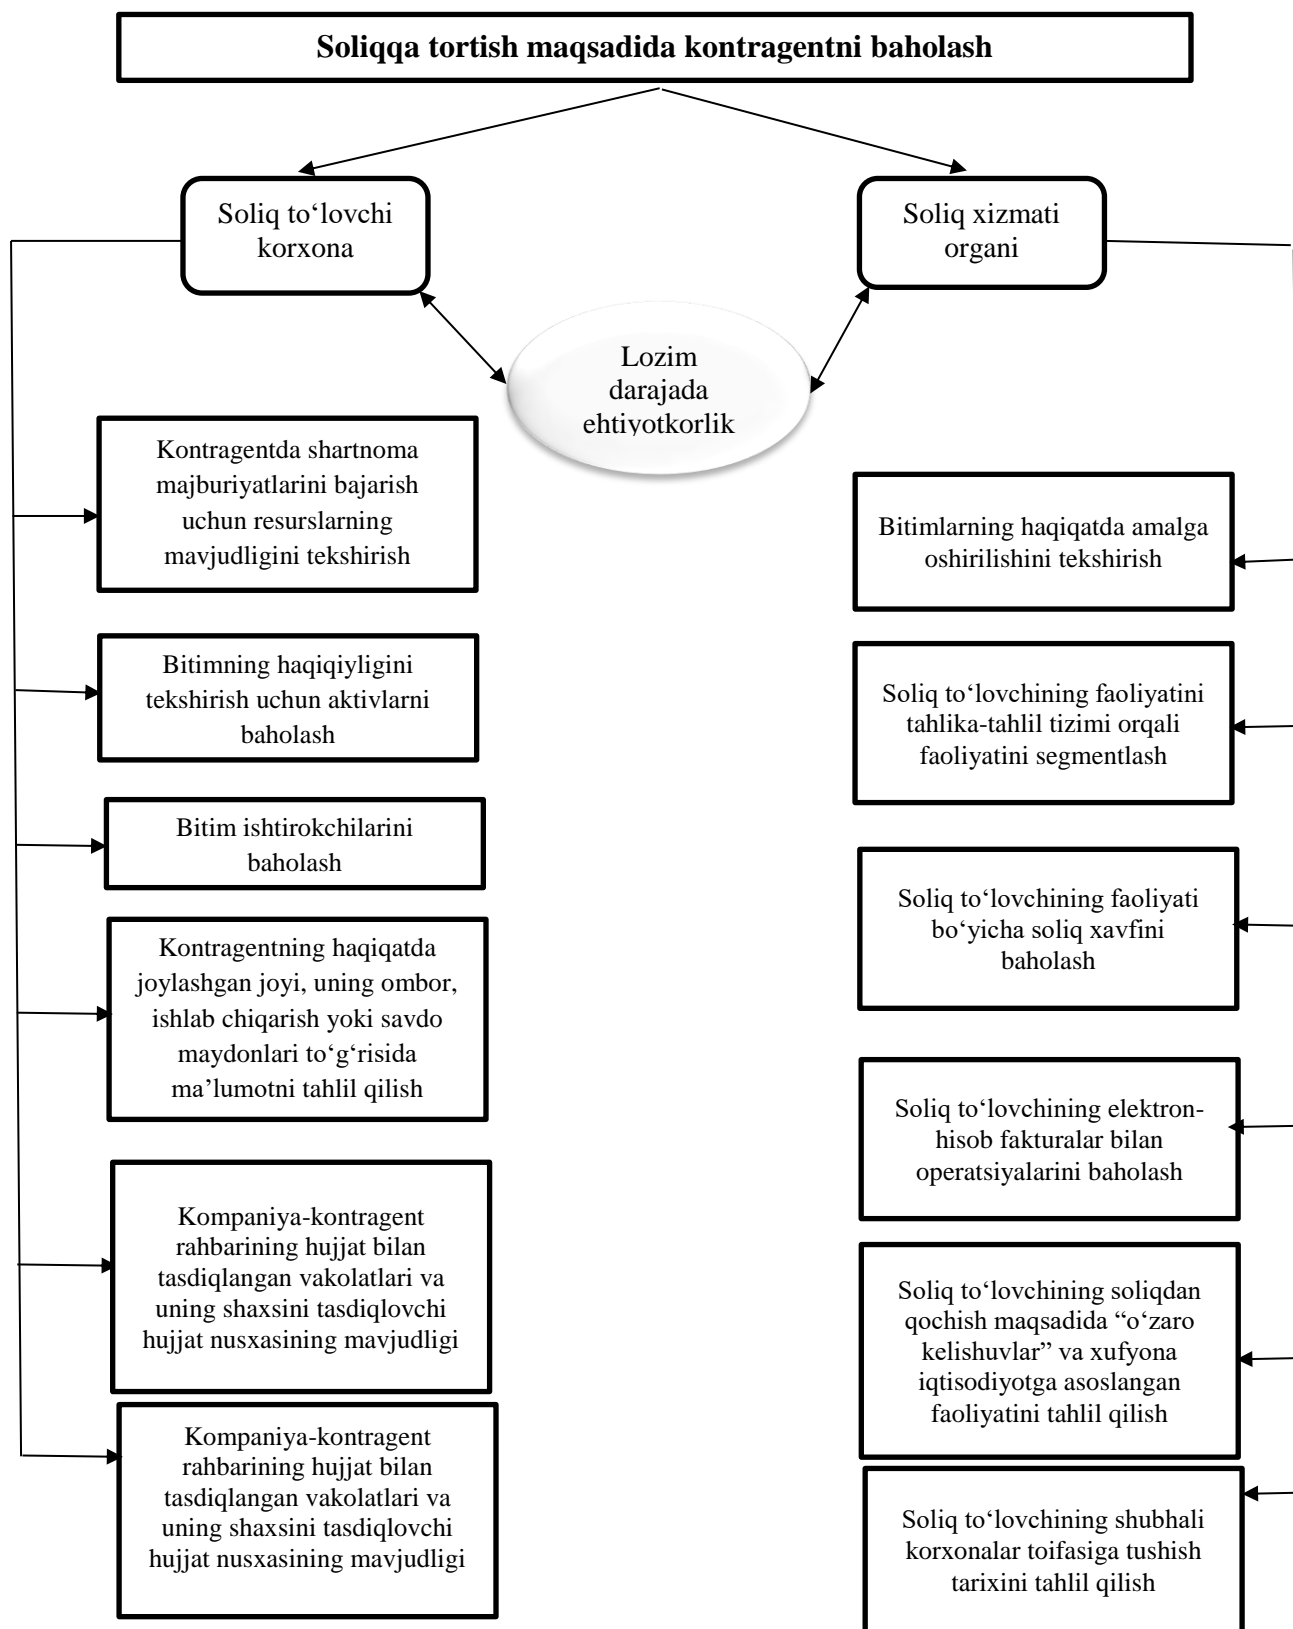 Soliqqa tortish maqsadida kontragentni baholash
Soliq to‘lovchi
korxona
Soliq xizmati
organi
Lozim
darajada
ehtiyotkorlik
Kontragentda shartnoma
majburiyatlarini bajarish
uchun resurslarning
mavjudligini tekshirish
Bitimning haqiqiyligini
tekshirish uchun aktivlarni
baholash
Bitim ishtirokchilarini
baholash
Kontragentning haqiqatda
joylashgan joyi, uning ombor,
ishlab chiqarish yoki savdo
maydonlari to‘g‘risida
ma’lumotni tahlil qilish
Kompaniya-kontragent
rahbarining hujjat bilan
tasdiqlangan vakolatlari va
uning shaxsini tasdiqlovchi
hujjat nusxasining mavjudligi
Kompaniya-kontragent
rahbarining hujjat bilan
tasdiqlangan vakolatlari va
uning shaxsini tasdiqlovchi
hujjat nusxasining mavjudligi
Bitimlarning haqiqatda amalga
oshirilishini tekshirish
Soliq to‘lovchining faoliyatini
tahlika-tahlil tizimi orqali
faoliyatini segmentlash
Soliq to‘lovchining faoliyati
bo‘yicha soliq xavfini
baholash
Soliq to‘lovchining elektron-
hisob fakturalar bilan
operatsiyalarini baholash
Soliq to‘lovchining soliqdan
qochish maqsadida “o‘zaro
kelishuvlar” va xufyona
iqtisodiyotga asoslangan
faoliyatini tahlil qilish
Soliq to‘lovchining shubhali
korxonalar toifasiga tushish
tarixini tahlil qilish